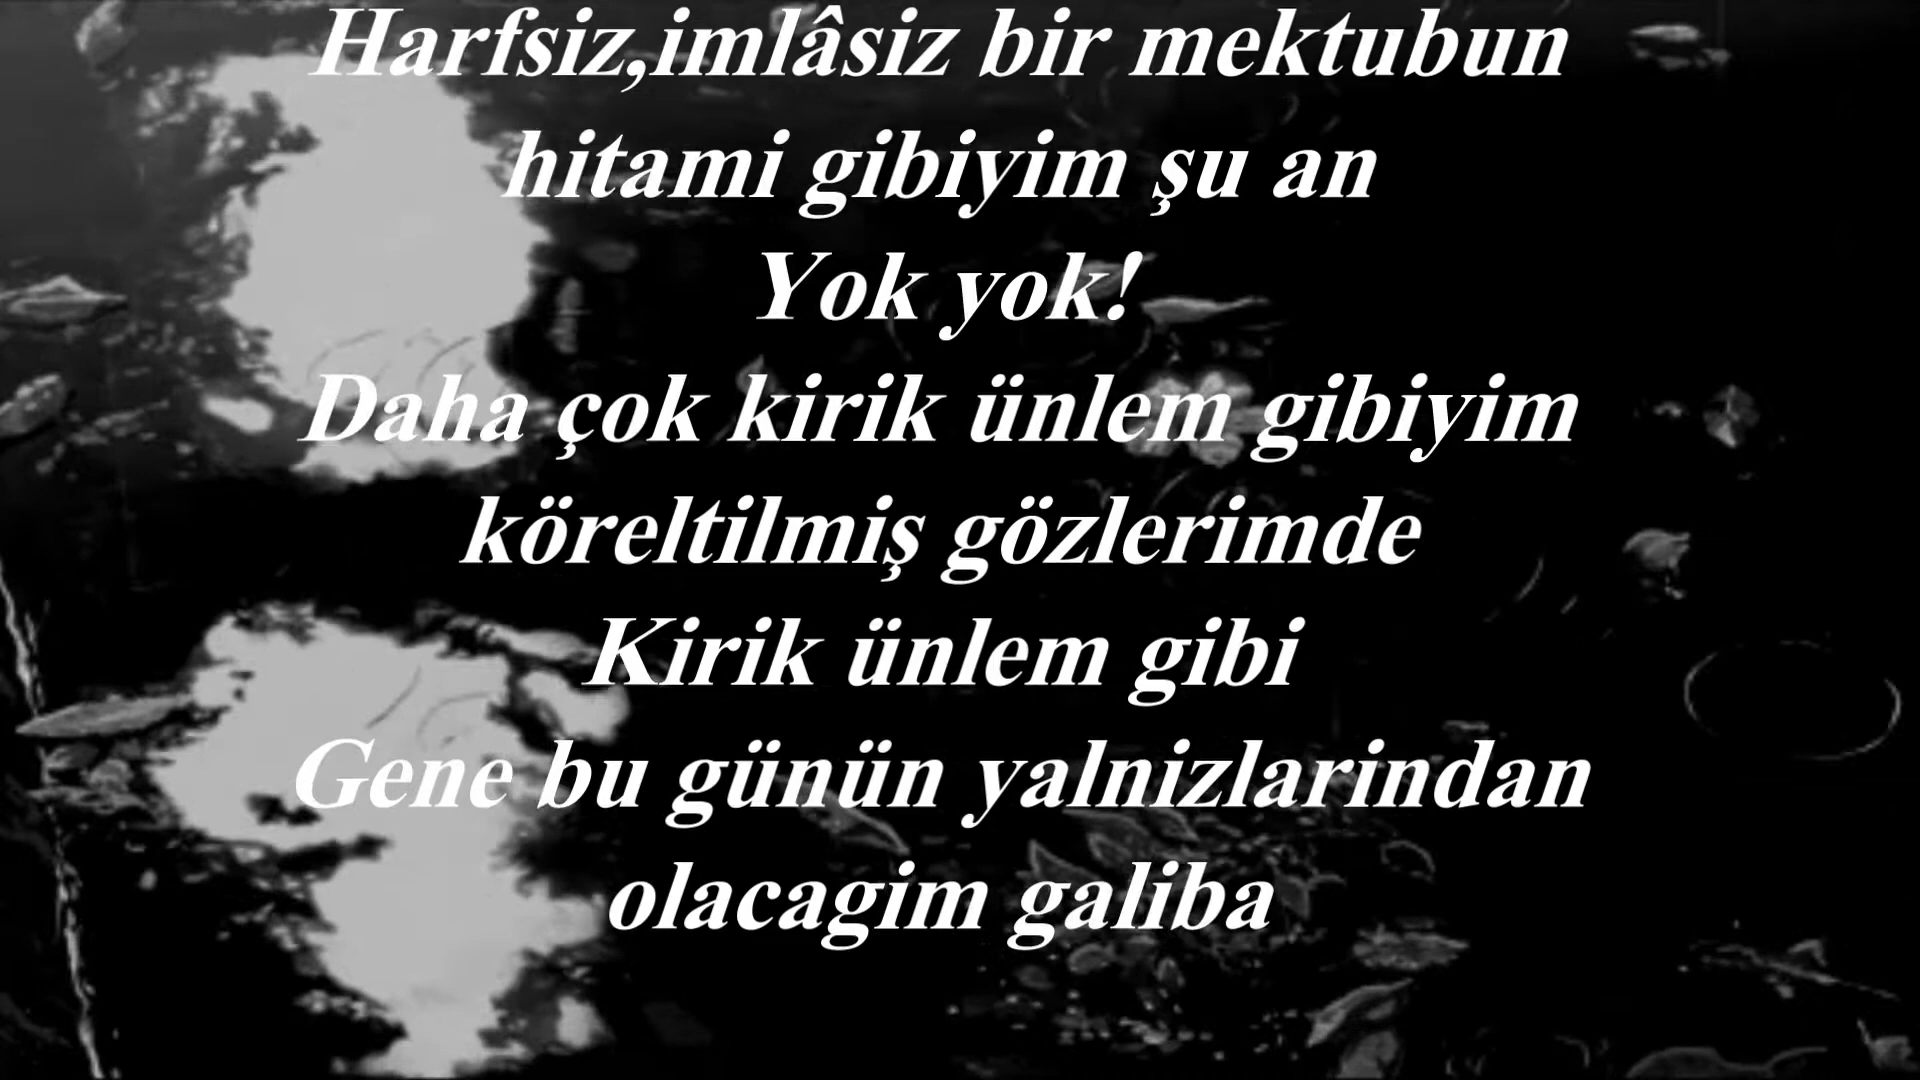 Harfsiz,imlâsiz bir mektubun
hitami gibiyim şu an
Yok yok!
Daha çok kirik ünlem gibiyim
köreltilmiş gözlerimde
Kirik ünlem gibi
Gene bu günün yalnizlarindan
olacagim galiba